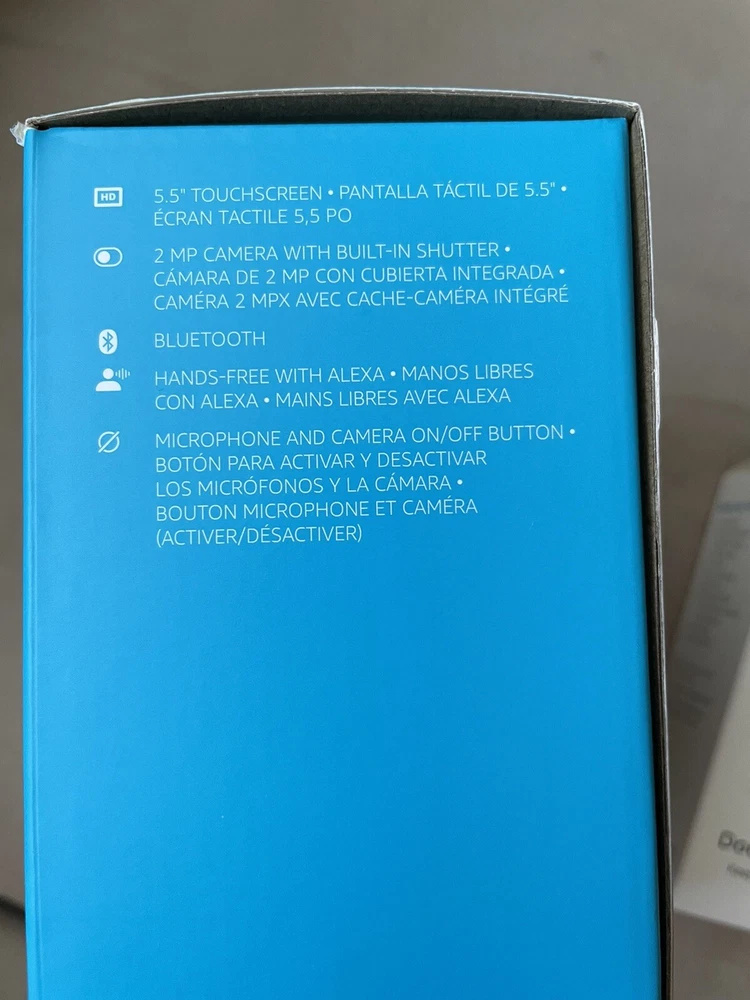 HD
5.5" TOUCHSCREEN • PANTALLA TÁCTIL DE 5.5" •
ÉCRAN TACTILE 5,5 PO
2 MP CAMERA WITH BUILT-IN SHUTTER •
CÁMARA DE 2 MP CON CUBIERTA INTEGRADA •
CAMÉRA 2 MPX AVEC CACHE-CAMÉRA INTÉGRÉ
BLUETOOTH
HANDS-FREE WITH ALEXA • MANOS LIBRES
CON ALEXA • MAINS LIBRES AVEC ALEXA
MICROPHONE AND CAMERA ON/OFF BUTTON •
BOTÓN PARA ACTIVAR Y DESACTIVAR
LOS MICRÓFONOS Y LA CÁMARA •
BOUTON MICROPHONE ET CAMÉRA
(ACTIVER/DÉSACTIVER)